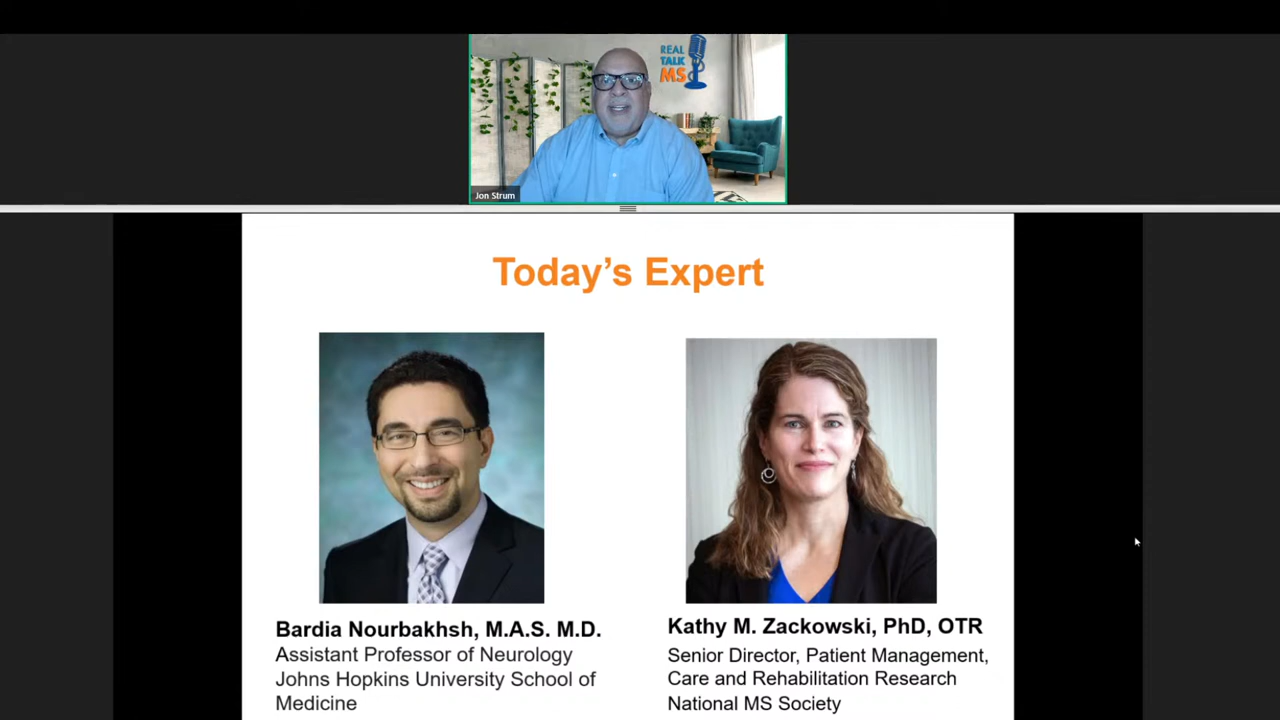 REAL
TALK
MS
Jon Strum
Today's Expert
Bardia Nourbakhsh, M.A.S. M.D.
Assistant Professor of Neurology
Johns Hopkins University School of
Medicine
Kathy M. Zackowski, PhD, OTR
Senior Director, Patient Management,
Care and Rehabilitation Research
National MS Society